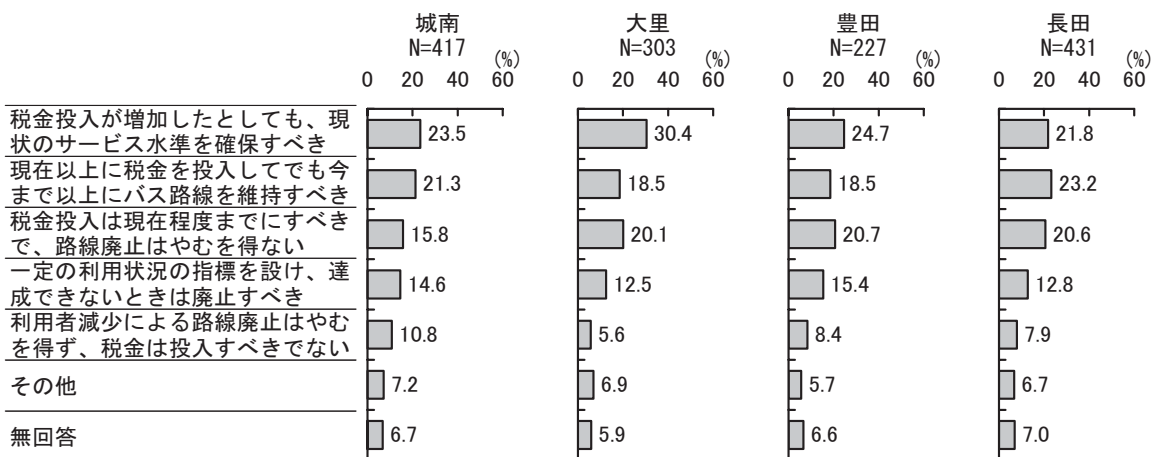 城南 大里 豊田 長田
N=417 N=303 N=227 N=431
(%) (%) (%) (%)
0 20 40 60 0 20 40 60 0 20 40 60 0 20 40 60
税金投入が増加したとしても、現
状のサービス水準を確保すべき
23.5 30.4 24.7 21.8
現在以上に税金を投入してでも今
まで以上にバス路線を維持すべき
21.3 18.5 18.5 23.2
税金投入は現在程度までにすべき
で、路線廃止はやむを得ない
15.8 20.1 20.7 20.6
一定の利用状況の指標を設け、達
成できないときは廃止すべき
14.6 12.5 15.4 12.8
利用者減少による路線廃止はやむ
を得ず、税金は投入すべきでない
10.8 5.6 8.4 7.9
その他 7.2 6.9 5.7 6.7
無回答 6.7 5.9 6.6 7.0